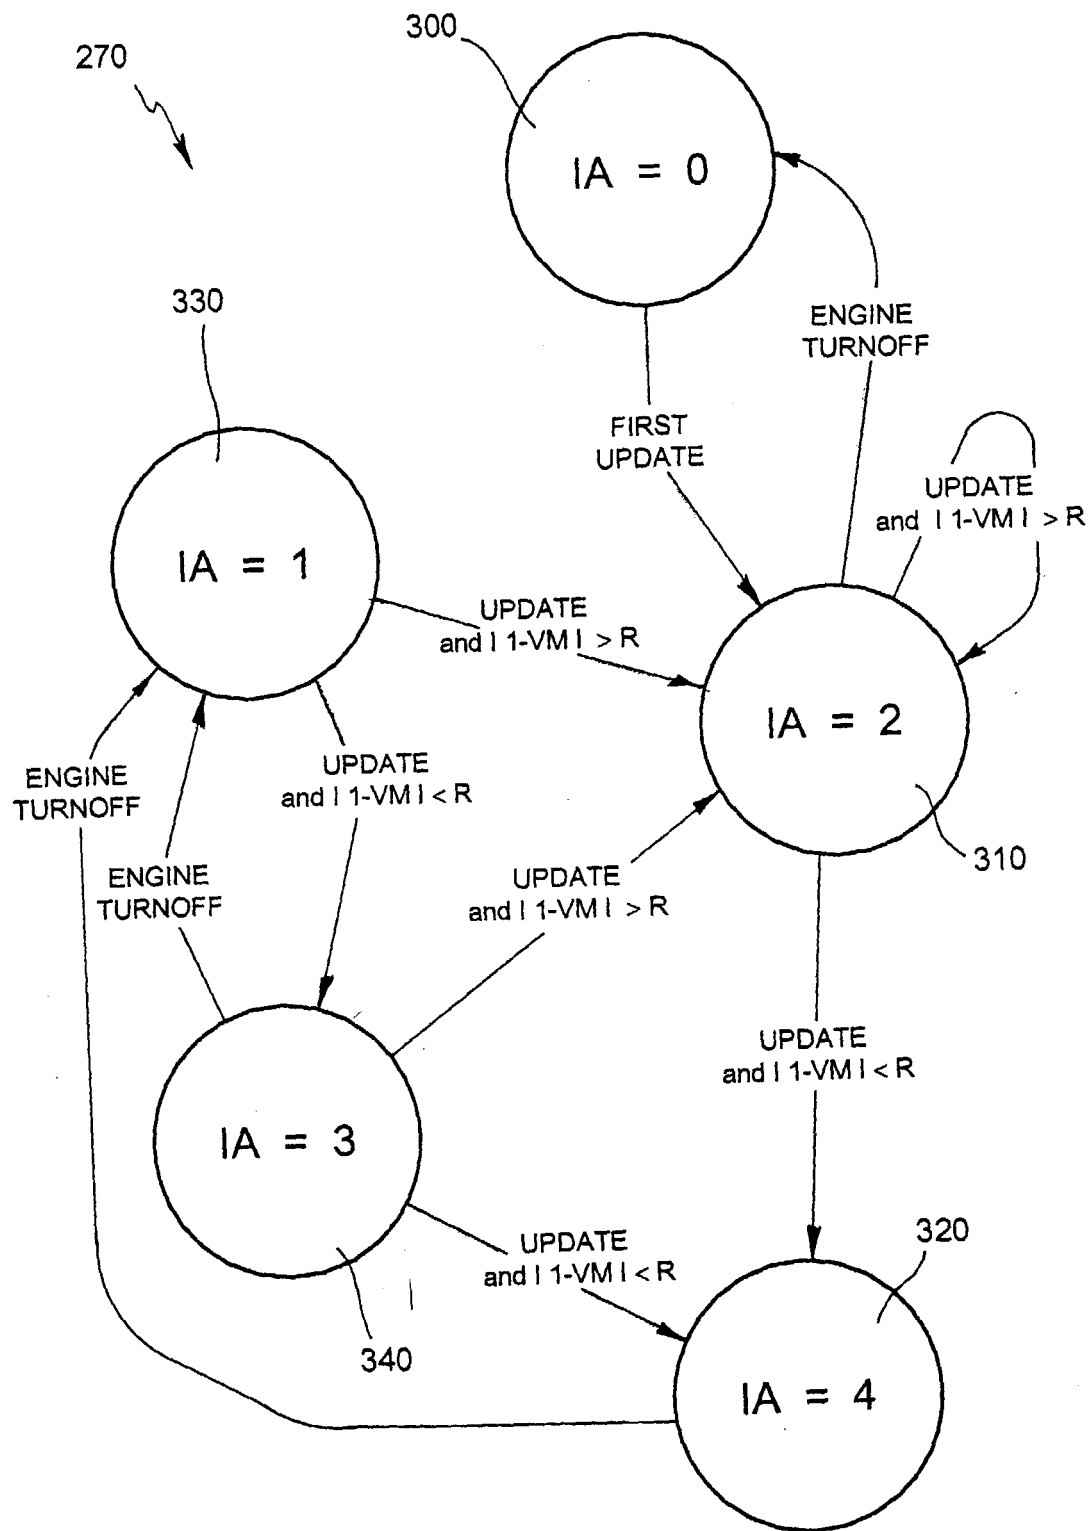 300
270
IA = 0
330
ENGINE
TURNOFF
FIRST
UPDATE
UPDATE
and | 1-VM | > R
IA = 1
UPDATE
and | 1-VM | > R
IA = 2
ENGINE
TURNOFF
UPDATE
and | 1-VM | < R
310
ENGINE
TURNOFF
UPDATE
and | 1-VM | > R
UPDATE
and | 1-VM | < R
IA = 3
320
UPDATE
and | 1-VM | < R
340
IA = 4